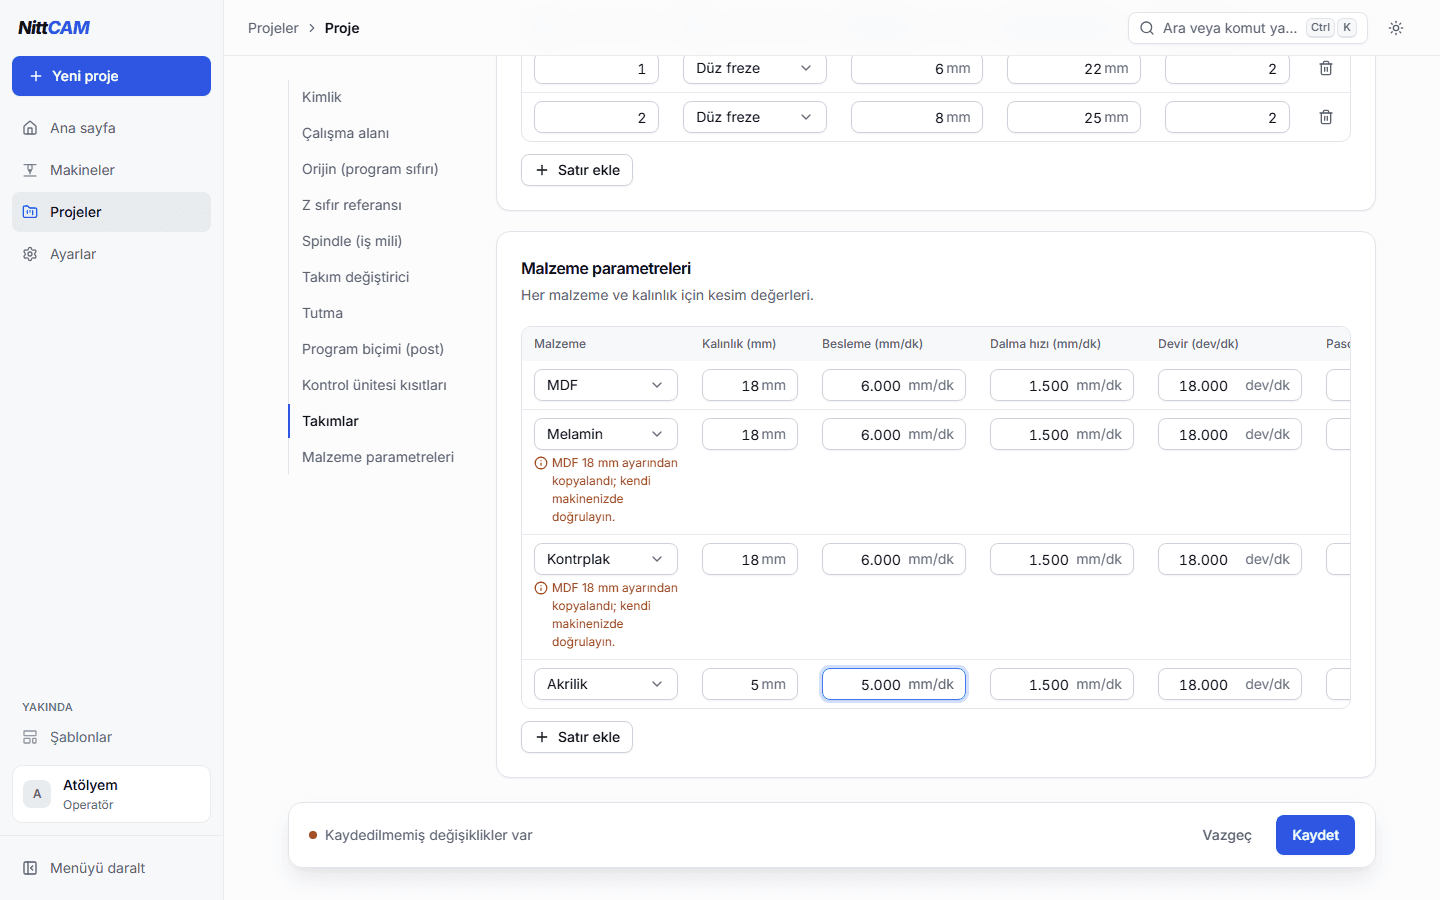 NittCAM
Yeni proje
Ana sayfa
Makineler
Projeler
Ayarlar
YAKINDA
Şablonlar
A
Atölyem
Operatör
Menüyü daralt
Projeler > Proje
Ara veya komut ya... Ctrl K
Kimlik
Çalışma alanı
Orijin (program sıfırı)
Z sıfır referansı
Spindle (iş mili)
Takım değiştirici
Tutma
Program biçimi (post)
Kontrol ünitesi kısıtları
Takımlar
Malzeme parametreleri
1 Düz freze 6 mm 22 mm 2
2 Düz freze 8 mm 25 mm 2
Satır ekle
Malzeme parametreleri
Her malzeme ve kalınlık için kesim değerleri.
Malzeme Kalınlık (mm) Besleme (mm/dk) Dalma hızı (mm/dk) Devir (dev/dk)
MDF 18 mm 6.000 mm/dk 1.500 mm/dk 18.000 dev/dk
Melamin 18 mm 6.000 mm/dk 1.500 mm/dk 18.000 dev/dk
MDF 18 mm ayarından
kopyalandı; kendi
makinenizde
doğrulayın.
Kontrplak 18 mm 6.000 mm/dk 1.500 mm/dk 18.000 dev/dk
MDF 18 mm ayarından
kopyalandı; kendi
makinenizde
doğrulayın.
Akrilik 5 mm 5.000 mm/dk 1.500 mm/dk 18.000 dev/dk
Satır ekle
Kaydedilmemiş değişiklikler var
Vazgeç
Kaydet